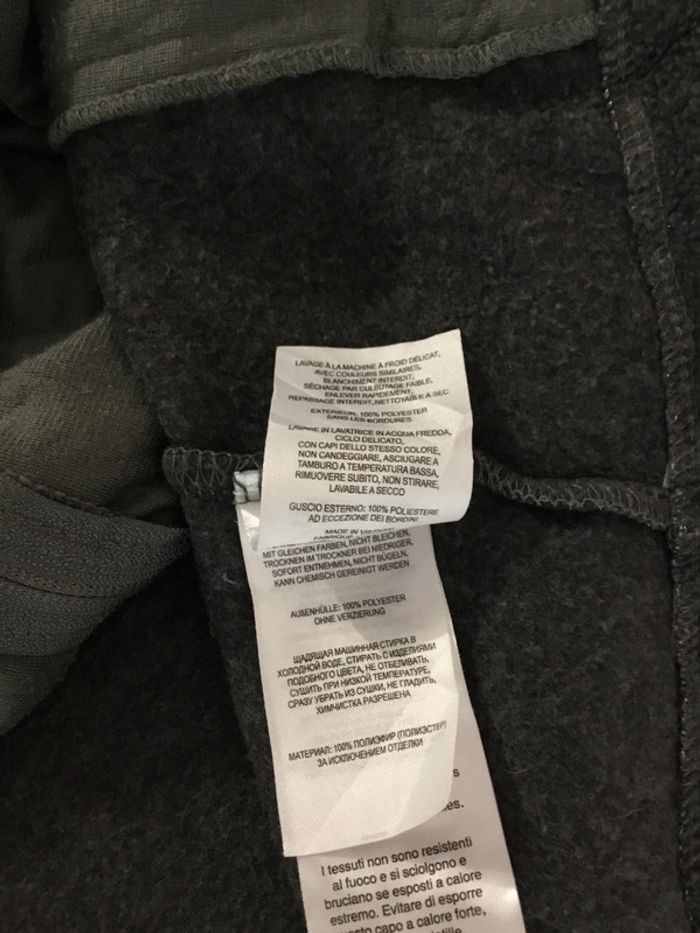 LAVAGE À LA MACHINE À FROID DÉLICAT,
AVEC COULEURS SIMILAIRES,
BLANCHIMENT INTERDIT,
SÉCHAGE PAR CULBUTAGE FAIBLE,
ENLEVER RAPIDEMENT,
REPASSAGE INTERDIT, NETTOYABLE A SEC
EXTÉRIEUR: 100% POLYESTER
SANS LES BORDURES
LAVARE IN LAVATRICE IN ACQUA FREDDA,
CICLO DELICATO,
CON CAPI DELLO STESSO COLORE,
NON CANDEGGIARE, ASCIUGARE A
TAMBURO A TEMPERATURA BASSA,
RIMUOVERE SUBITO, NON STIRARE,
LAVABILE A SECCO
GUSCIO ESTERNO: 100% POLIESTERE
AD ECCEZIONE DEI BORDINI
MADE IN
MIT GLEICHEN FARBEN, NICHT BLEICHEN,
TROCKNEN IM TROCKNER BEI NIEDRIGER,
SOFORT ENTNEHMEN, NICHT BÜGELN,
KANN CHEMISCH GEREINIGT WERDEN
AUßENHÜLLE: 100% POLYESTER
OHNE VERZIERUNG
ЩАДЯЩАЯ МАШИННАЯ СТИРКА В
ХОЛОДНОЙ ВОДЕ, СТИРАТЬ С ИЗДЕЛИЯМИ
ПОДОБНОГО ЦВЕТА, НЕ ОТБЕЛИВАТЬ,
СУШИТЬ ПРИ НИЗКОЙ ТЕМПЕРАТУРЕ,
СРАЗУ УБРАТЬ ИЗ СУШКИ, НЕ ГЛАДИТЬ,
ХИМЧИСТКА РАЗРЕШЕНА
МАТЕРИАЛ: 100% ПОЛИЭФИР (ПОЛИЭСТЕР)
ЗА ИСКЛЮЧЕНИЕМ ОТДЕЛКИ
I tessuti non sono resistenti
al fuoco e si sciolgono e
bruciano se esposti a calore
estremo. Evitare di esporre
capo a calore forte,